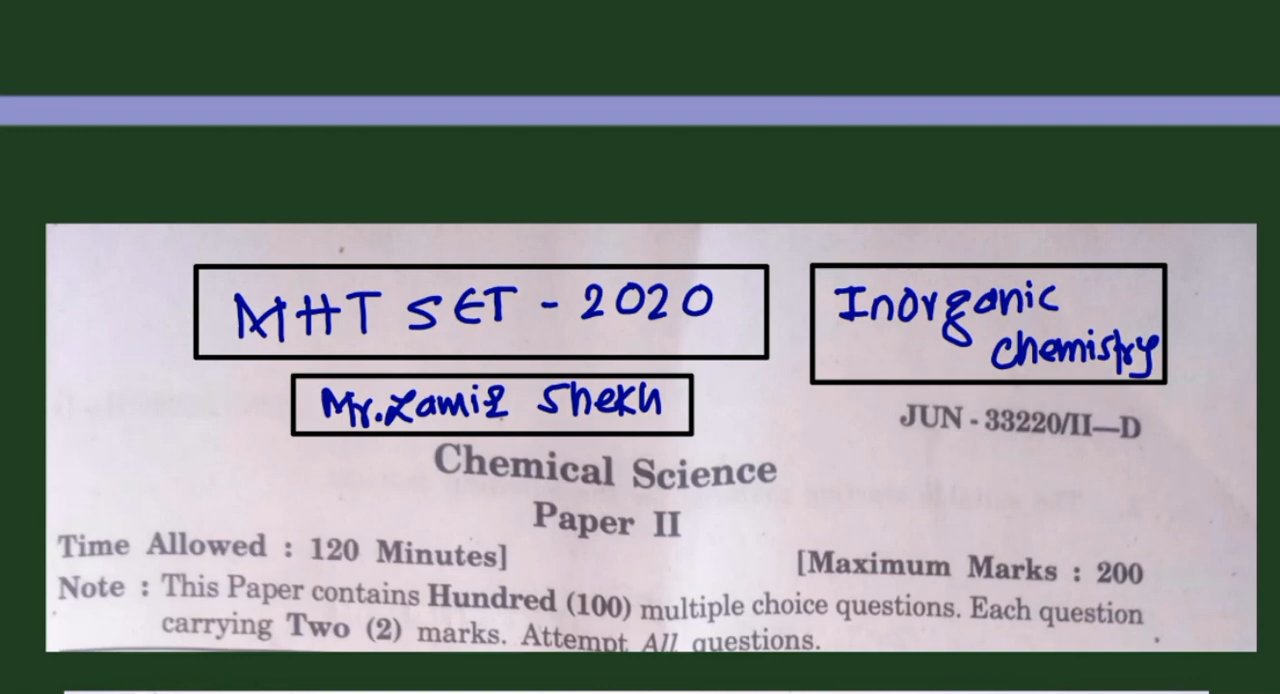 MHT SET - 2020
Inorganic
chemistry
Mr. Zamiz Shekh
JUN - 33220/II—D
Chemical Science
Paper II
Time Allowed : 120 Minutes]
[Maximum Marks : 200
Note : This Paper contains Hundred (100) multiple choice questions. Each question
carrying Two (2) marks. Attempt All questions.